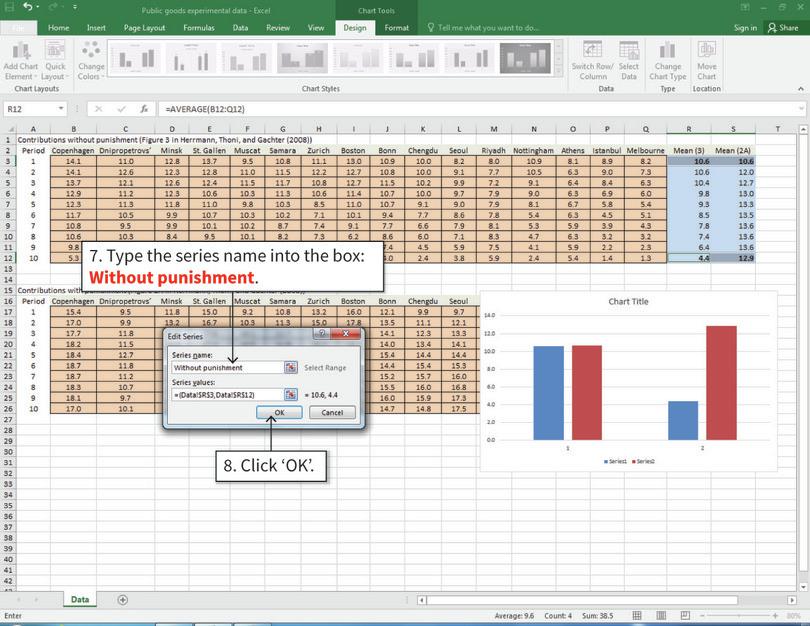 Public goods experimental data - Excel
Chart Tools
File Home Insert Page Layout Formulas Data Review View Design Format Tell me what you want to do... Sign in Share
Add Chart Element
Quick Layout
Chart Layouts
Change Colors
Chart Styles
Switch Row/ Column
Select Data
Data
Change Chart Type
Type
Move Chart
Location
R12 fx =AVERAGE(B12:Q12)
A B C D E F G H I J K L M N O P Q R S T
1 Contributions without punishment (Figure 3 in Herrmann, Thoni, and Gachter (2008))
2 Period Copenhagen Dnipropetrovs' Minsk St. Gallen Muscat Samara Zurich Boston Bonn Chengdu Seoul Riyadh Nottingham Athens Istanbul Melbourne Mean (3) Mean (2A)
3 1 14.1 11.0 12.8 13.7 9.5 10.8 11.1 13.0 10.9 10.0 8.2 8.0 10.9 8.1 8.9 8.2 10.6 10.6
4 2 14.1 12.6 12.3 12.8 11.0 11.5 12.2 12.7 10.8 10.0 9.1 7.7 10.5 6.3 9.0 7.3 10.6 12.0
5 3 13.7 12.1 12.6 12.4 11.5 11.7 10.8 12.7 11.5 10.2 9.9 7.2 9.1 6.4 8.4 6.3 10.4 12.7
6 4 12.9 11.2 12.3 10.6 10.3 11.3 10.6 11.4 10.7 10.0 9.7 7.9 9.0 6.3 6.9 6.0 9.8 13.0
7 5 12.3 11.3 11.8 11.0 9.8 10.3 8.5 11.0 10.7 9.1 9.0 7.9 8.1 6.7 5.8 5.4 9.3 13.3
8 6 11.7 10.5 9.9 10.7 10.3 10.2 7.1 10.1 9.4 7.7 8.6 7.8 5.4 6.3 4.5 5.1 8.5 13.5
9 7 10.8 9.5 9.9 10.1 10.2 8.7 7.4 9.1 7.7 6.6 7.9 8.1 5.3 5.9 3.9 4.3 7.8 13.6
10 8 10.6 10.3 8.4 9.5 10.1 8.2 7.3 6.2 8.6 6.0 7.1 8.3 4.7 6.3 3.2 3.2 7.4 13.6
11 9 9.8 7.7 4.5 5.9 7.5 4.1 5.9 2.2 2.3 6.4 13.6
12 10 5.3 4.0 2.4 3.8 5.9 2.4 5.4 1.4 1.3 4.4 12.9
13
14
7. Type the series name into the box:
Without punishment.
15 Contributions with
16 Period Copenhagen Dnipropetrovs' Minsk St. Gallen Muscat Samara Zurich Boston Bonn Chengdu Seoul
17 1 15.4 9.5 11.8 15.0 9.2 10.8 13.2 16.0 12.1 9.9 9.7
18 2 17.0 9.9 13.2 16.7 10.3 11.3 15.0 17.8 13.5 11.1 12.1
19 3 17.7 11.8 14.1 12.3 13.3
20 4 18.2 11.5 14.0 13.4 14.1
21 5 18.4 12.7 15.4 14.4 14.4
22 6 18.7 11.8 14.4 15.4 15.3
23 7 18.7 11.2 15.2 15.7 16.0
24 8 18.3 10.7 15.5 16.0 16.8
25 9 18.1 9.7 16.0 15.9 17.3
26 10 17.0 10.1 14.7 14.8 17.5
27
28
29
30
31
32
33
34
35
36
37
38
39
40
41
42
Edit Series
Series name:
Without punishment Select Range
Series values:
=(Data!$R$3,Data!$R$12) = 10.6, 4.4
OK Cancel
8. Click ‘OK’.
Chart Title
14.0
12.0
10.0
8.0
6.0
4.0
2.0
0.0
1 2
Series1 Series2
Data
Enter Average: 9.6 Count: 4 Sum: 38.5 80%